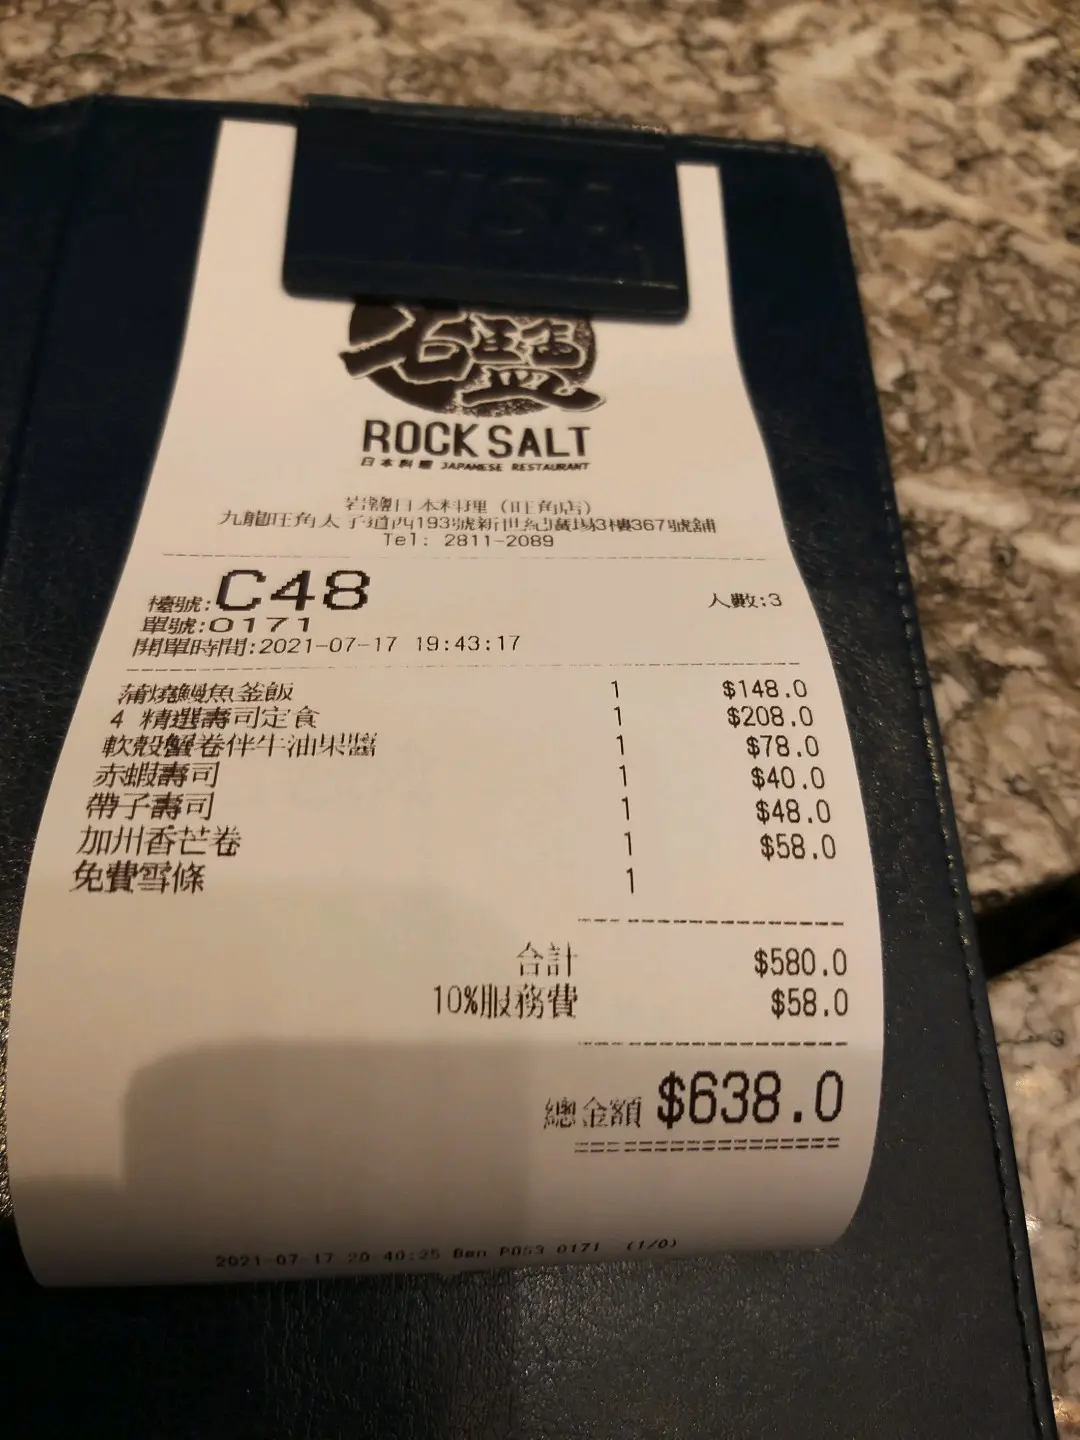 VISA
岩鹽
ROCK SALT
日本料理 JAPANESE RESTAURANT
岩鹽日本料理 (旺角店)
九龍旺角太子道西193號新世紀廣場3樓367號舖
Tel: 2811-2089
檯號:C48 人數:3
單號:0171
開單時間:2021-07-17 19:43:17
蒲燒鰻魚釜飯 1 $148.0
4 精選壽司定食 1 $208.0
軟殼蟹卷伴牛油果醬 1 $78.0
赤蝦壽司 1 $40.0
帶子壽司 1 $48.0
加州香芒卷 1 $58.0
免費雪條 1
合計 $580.0
10%服務費 $58.0
總金額 $638.0
2021-07-17 20:40:25 Ben POS3 0171 (1/0)